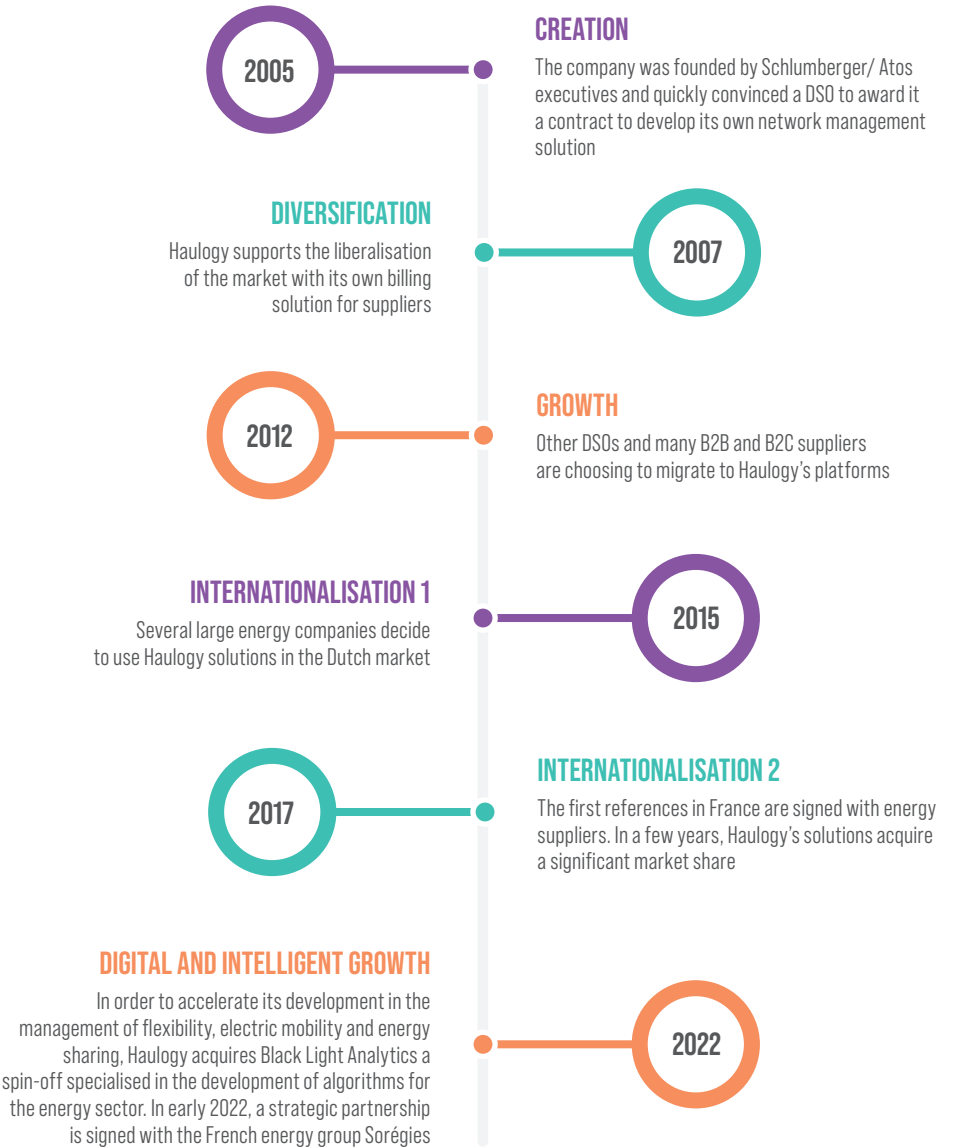 2005
CREATION
The company was founded by Schlumberger/ Atos
executives and quickly convinced a DSO to award it
a contract to develop its own network management
solution
DIVERSIFICATION
Haulogy supports the liberalisation
of the market with its own billing
solution for suppliers
2007
2012
GROWTH
Other DSOs and many B2B and B2C suppliers
are choosing to migrate to Haulogy’s platforms
INTERNATIONALISATION 1
Several large energy companies decide
to use Haulogy solutions in the Dutch market
2015
2017
INTERNATIONALISATION 2
The first references in France are signed with energy
suppliers. In a few years, Haulogy’s solutions acquire
a significant market share
DIGITAL AND INTELLIGENT GROWTH
In order to accelerate its development in the
management of flexibility, electric mobility and energy
sharing, Haulogy acquires Black Light Analytics a
spin-off specialised in the development of algorithms for
the energy sector. In early 2022, a strategic partnership
is signed with the French energy group Sorégies
2022